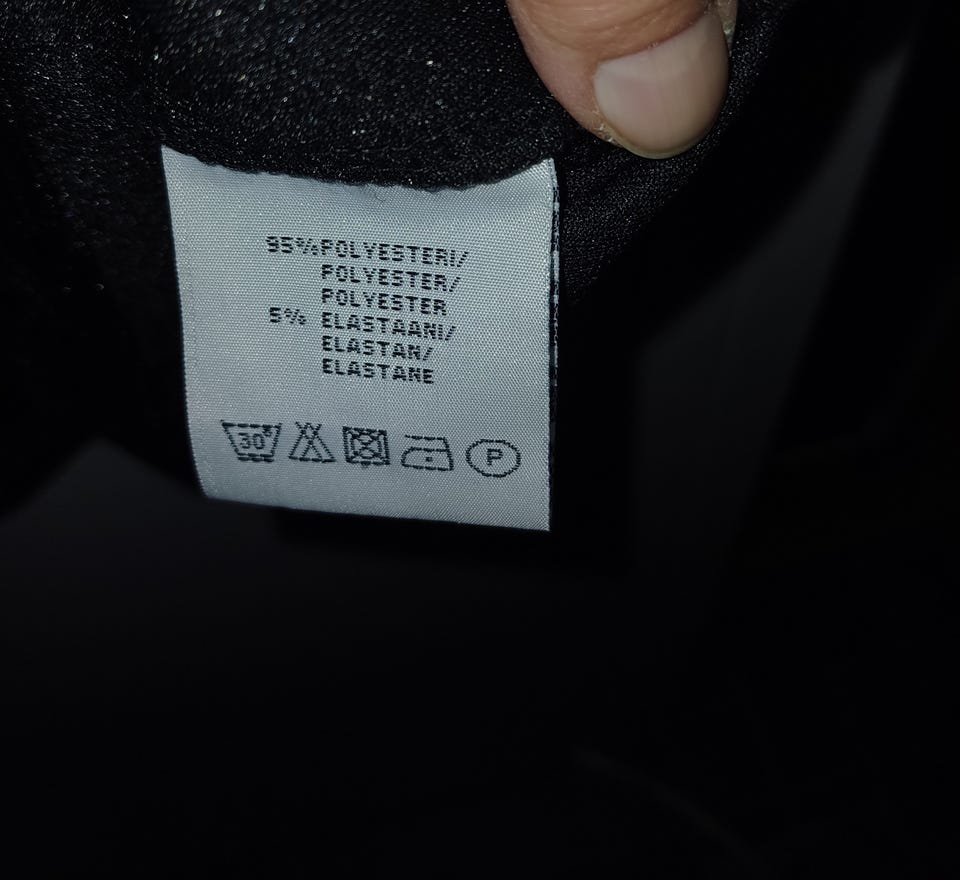 95% POLYESTERI/
POLYESTER/
POLYESTER
5% ELASTAANI/
ELASTAN/
ELASTANE
30° P